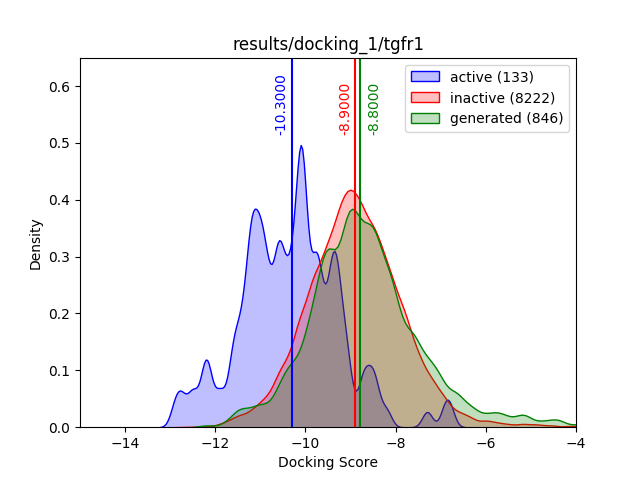 results/docking_1/tgfr1
active (133)
inactive (8222)
generated (846)
-10.3000
-8.9000
-8.8000
Density
0.6
0.5
0.4
0.3
0.2
0.1
0.0
−14
−12
−10
−8
−6
−4
Docking Score